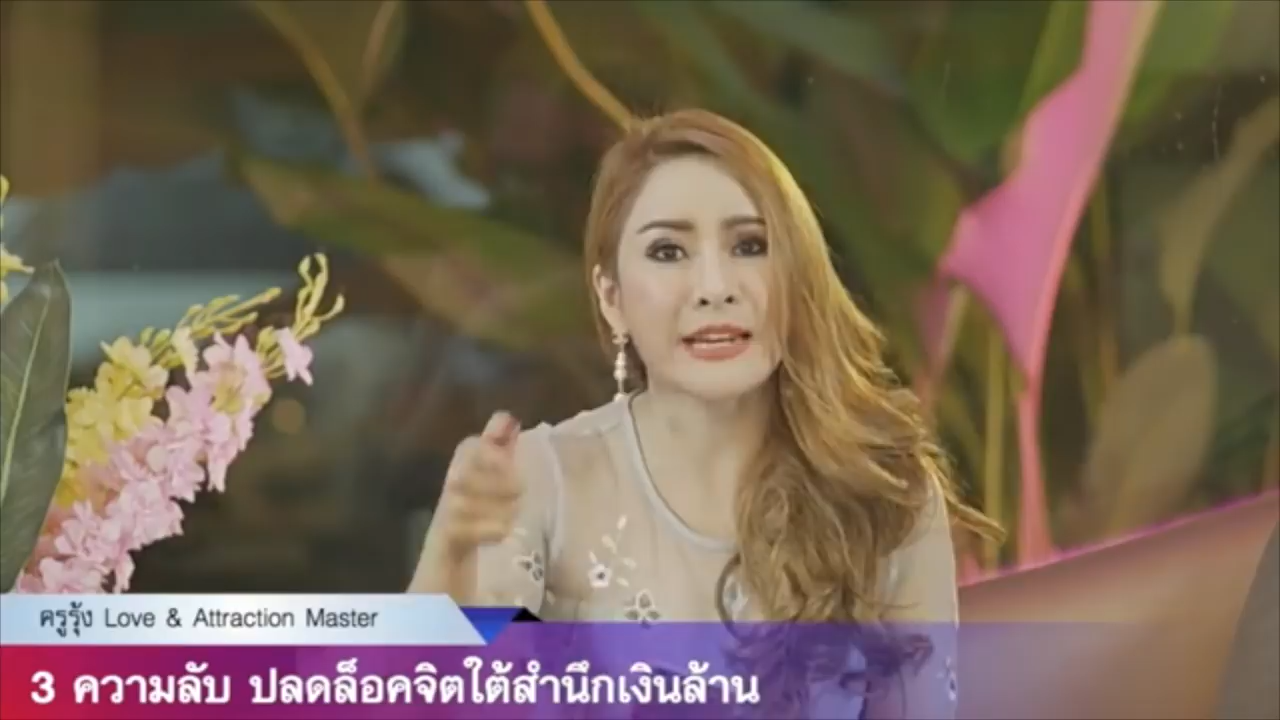 ครูรุ้ง Love & Attraction Master
3 ความลับ ปลดล็อคจิตใต้สำนึกเงินล้าน